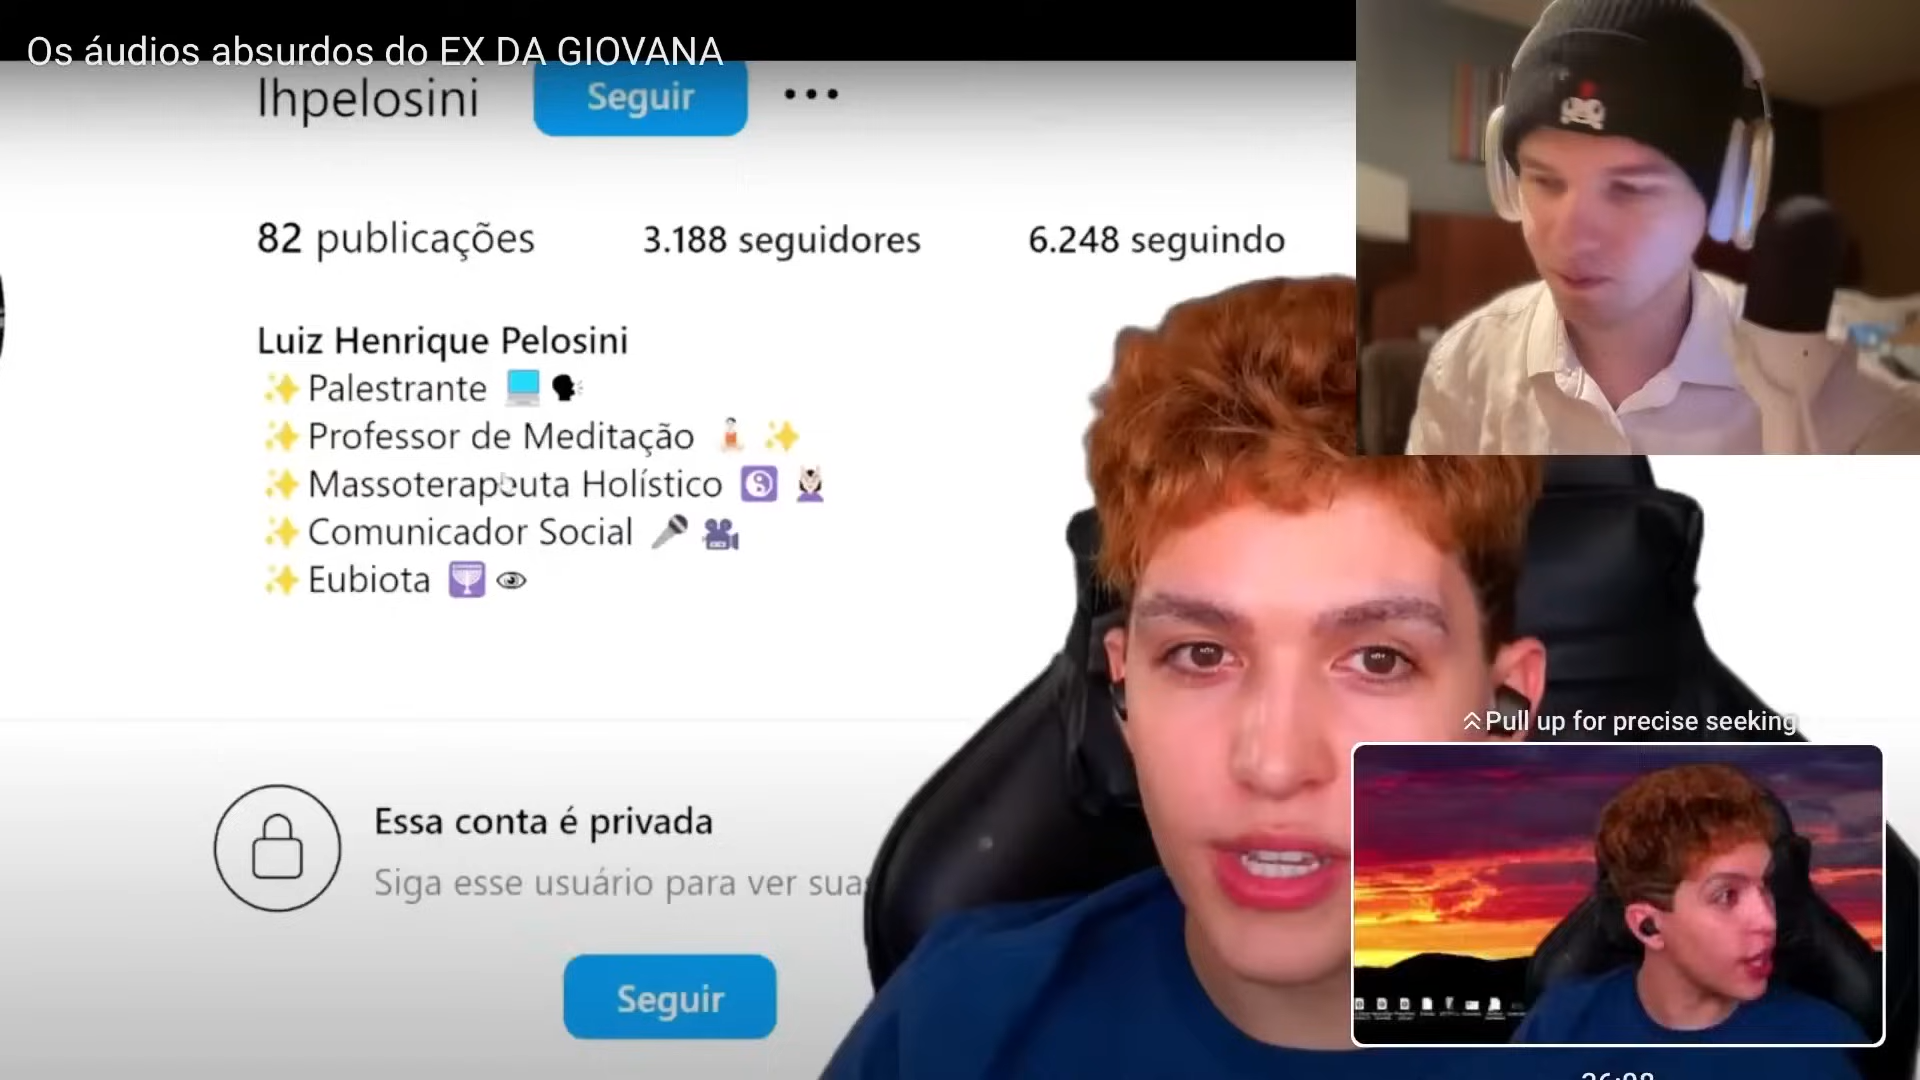 Os áudios absurdos do EX DA GIOVANA
lhpelosini
Seguir
82 publicações
3.188 seguidores
6.248 seguindo
Luiz Henrique Pelosini
Palestrante
Professor de Meditação
Massoterapeuta Holístico
Comunicador Social
Eubiota
Pull up for precise seeking
Essa conta é privada
Siga esse usuário para ver suas
Seguir